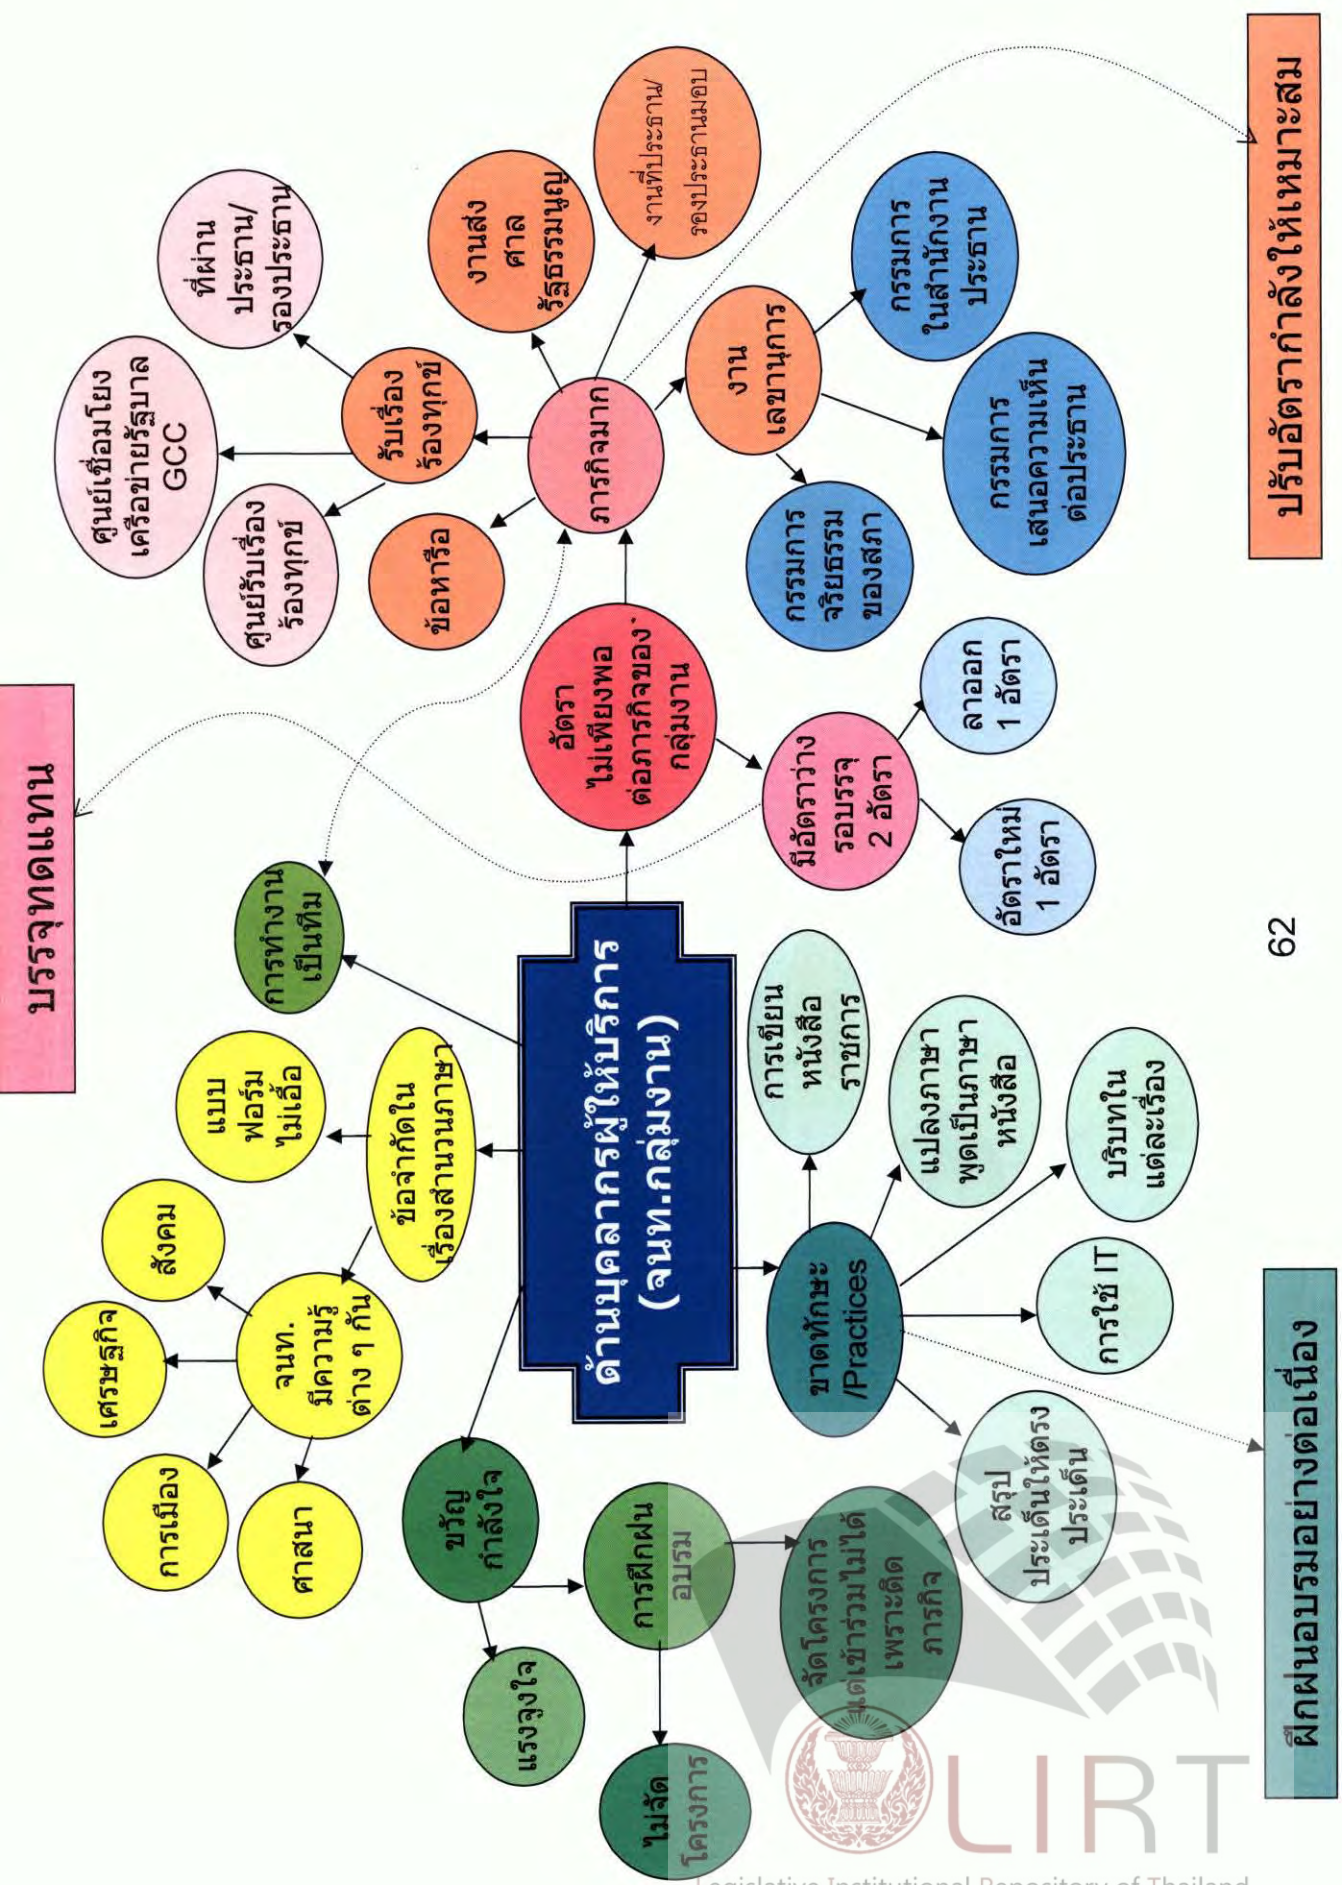 บรรจุทดแทน
ปรับอัตรากำลังให้เหมาะสม
ฝึกฝนอบรมอย่างต่อเนื่อง
ด้านบุคลากรผู้ให้บริการ
(จนท.กลุ่มงาน)
การทำงาน
เป็นทีม
ข้อจำกัดใน
เรื่องสำนวนภาษา
แบบ
ฟอร์ม
ไม่เอื้อ
จนท.
มีความรู้
ต่าง ๆ กัน
สังคม
เศรษฐกิจ
การเมือง
ศาสนา
ขวัญ
กำลังใจ
แรงจูงใจ
การฝึกฝน
อบรม
ไม่จัด
โครงการ
จัดโครงการ
แต่เข้าร่วมไม่ได้
เพราะติด
ภารกิจ
ขาดทักษะ
/Practices
การเขียน
หนังสือ
ราชการ
แปลงภาษา
พูดเป็นภาษา
หนังสือ
บริบทใน
แต่ละเรื่อง
การใช้ IT
สรุป
ประเด็นให้ตรง
ประเด็น
อัตรา
ไม่เพียงพอ
ต่อภารกิจของ
กลุ่มงาน
มีอัตราว่าง
รอบรรจุ
2 อัตรา
อัตราใหม่
1 อัตรา
ลาออก
1 อัตรา
ภารกิจมาก
ข้อหารือ
รับเรื่อง
ร้องทุกข์
ศูนย์รับเรื่อง
ร้องทุกข์
ศูนย์เชื่อมโยง
เครือข่ายรัฐบาล
GCC
ที่ผ่าน
ประธาน/
รองประธาน
งานส่ง
ศาล
รัฐธรรมนูญ
งานที่ประธาน/
รองประธานมอบ
งาน
เลขานุการ
กรรมการ
จริยธรรม
ของสภา
กรรมการ
เสนอความเห็น
ต่อประธาน
กรรมการ
ในสำนักงาน
ประธาน
62
LIRT
Legislative Institutional Repository of Thailand